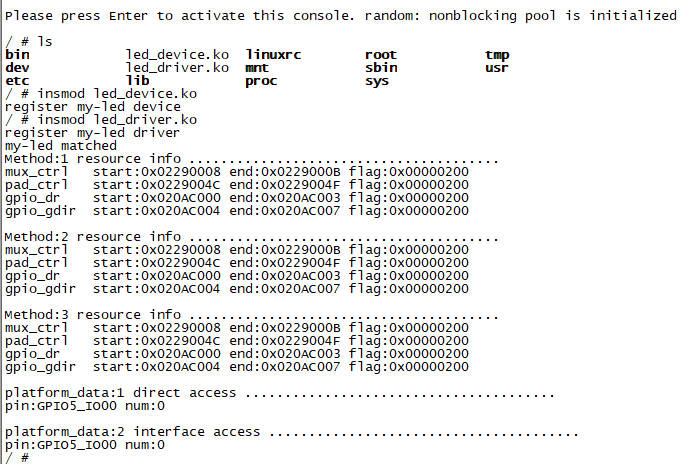 Please press Enter to activate this console. random: nonblocking pool is initialized
/ # ls
bin led_device.ko linuxrc root tmp
dev led_driver.ko mnt sbin usr
etc lib proc sys
/ # insmod led_device.ko
register my-led device
/ # insmod led_driver.ko
register my-led driver
my-led matched
Method:1 resource info .......................................
mux_ctrl start:0x02290008 end:0x0229000B flag:0x00000200
pad_ctrl start:0x0229004C end:0x0229004F flag:0x00000200
gpio_dr start:0x020AC000 end:0x020AC003 flag:0x00000200
gpio_gdir start:0x020AC004 end:0x020AC007 flag:0x00000200
Method:2 resource info .......................................
mux_ctrl start:0x02290008 end:0x0229000B flag:0x00000200
pad_ctrl start:0x0229004C end:0x0229004F flag:0x00000200
gpio_dr start:0x020AC000 end:0x020AC003 flag:0x00000200
gpio_gdir start:0x020AC004 end:0x020AC007 flag:0x00000200
Method:3 resource info .......................................
mux_ctrl start:0x02290008 end:0x0229000B flag:0x00000200
pad_ctrl start:0x0229004C end:0x0229004F flag:0x00000200
gpio_dr start:0x020AC000 end:0x020AC003 flag:0x00000200
gpio_gdir start:0x020AC004 end:0x020AC007 flag:0x00000200
platform_data:1 direct access .......................................
pin:GPIO5_IO00 num:0
platform_data:2 interface access .......................................
pin:GPIO5_IO00 num:0
/ #